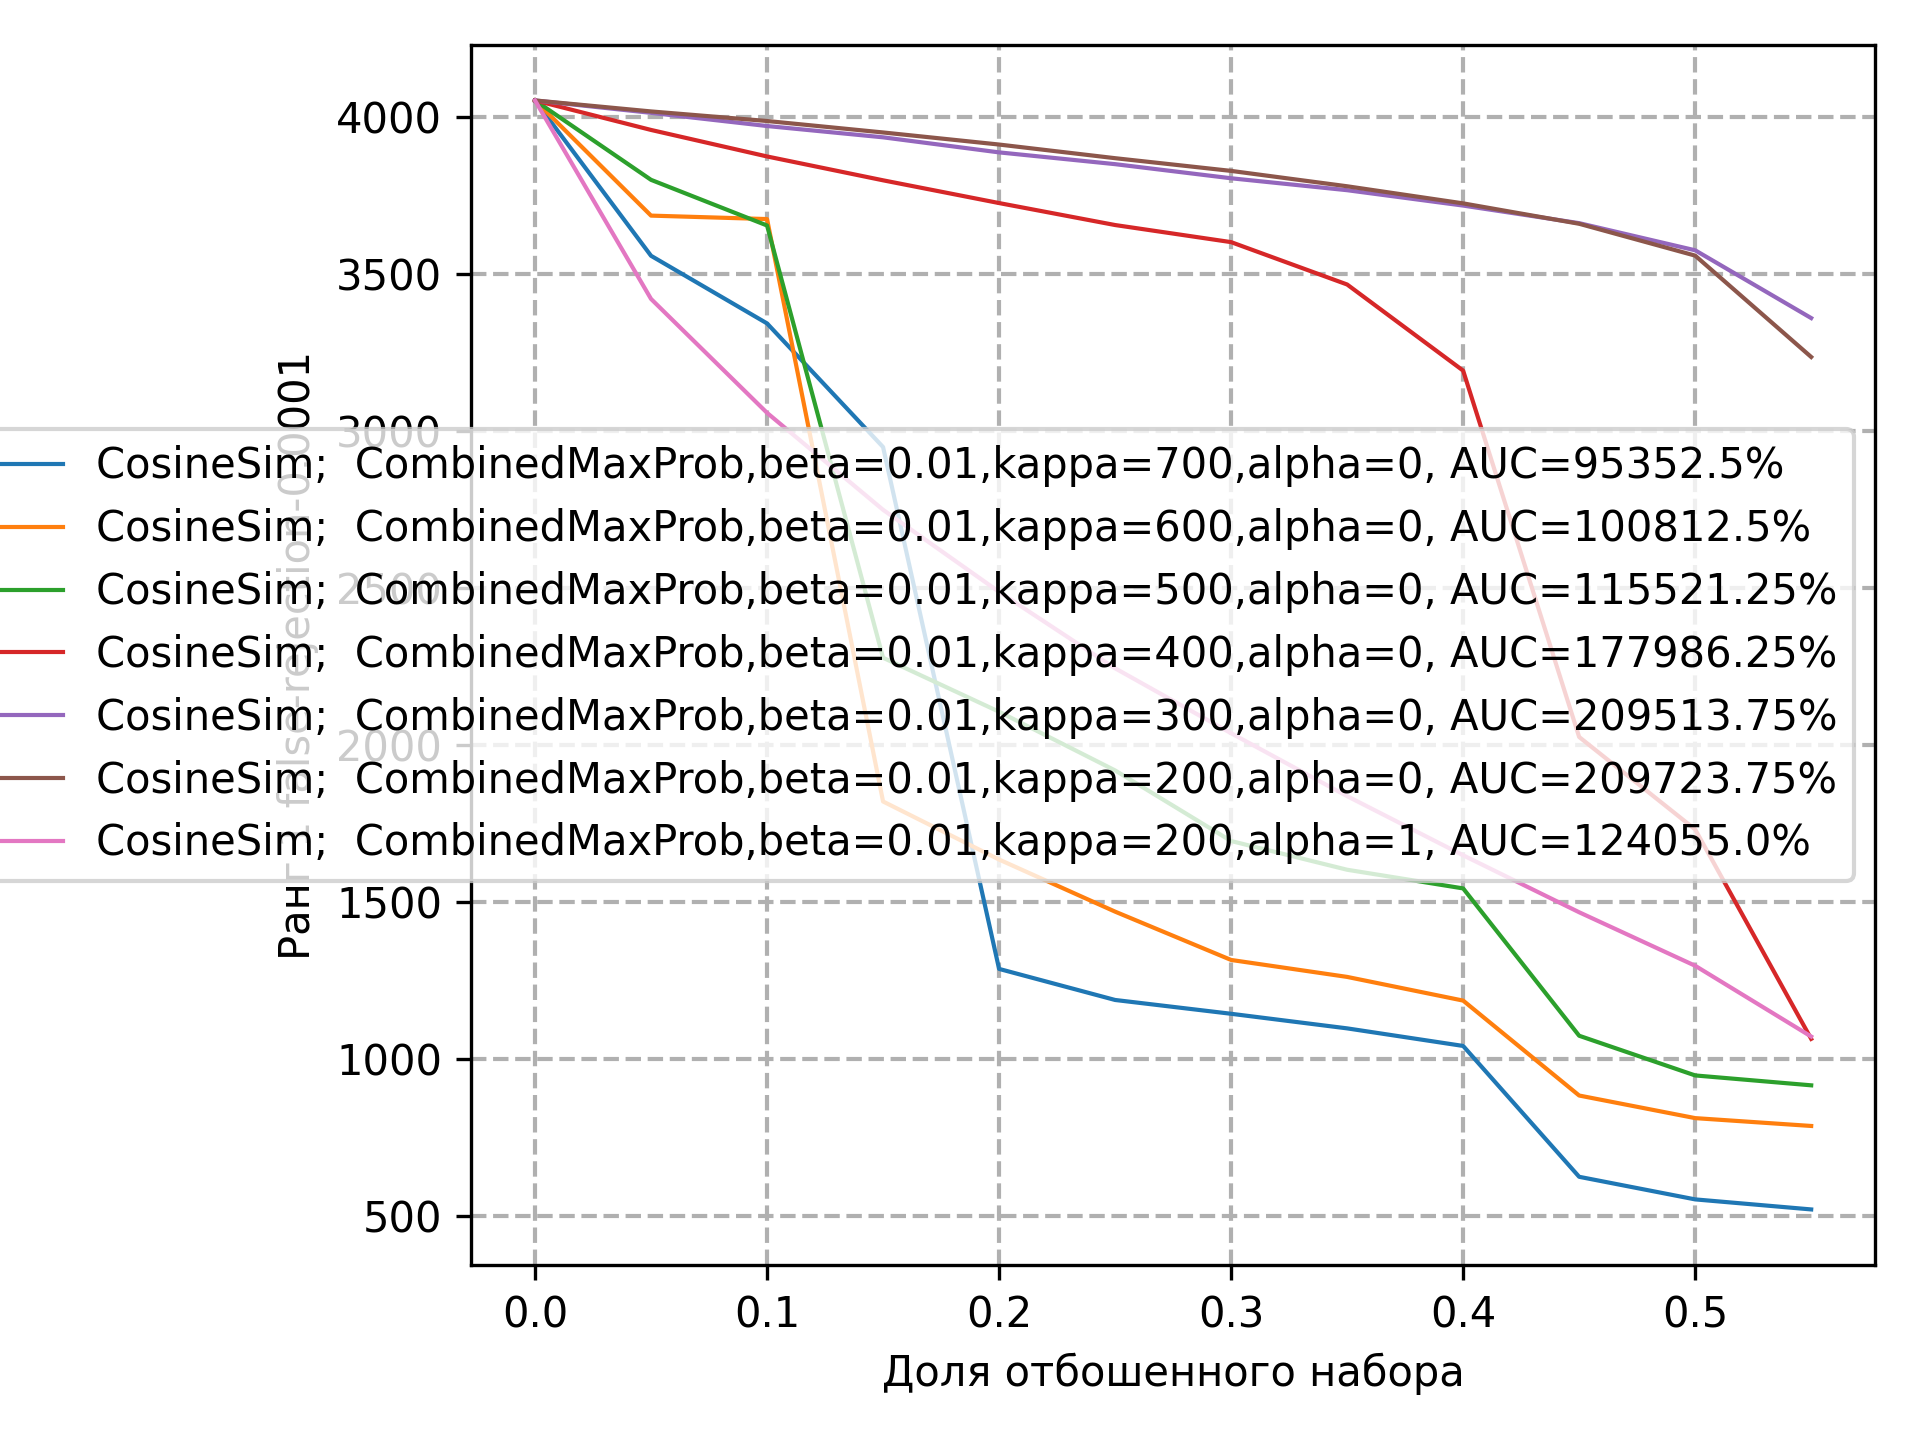 4000
3500
3000
2500
2000
1500
1000
500
Ранг false-rejection-0.0001
CosineSim;  CombinedMaxProb,beta=0.01,kappa=700,alpha=0, AUC=95352.5%
CosineSim;  CombinedMaxProb,beta=0.01,kappa=600,alpha=0, AUC=100812.5%
CosineSim;  CombinedMaxProb,beta=0.01,kappa=500,alpha=0, AUC=115521.25%
CosineSim;  CombinedMaxProb,beta=0.01,kappa=400,alpha=0, AUC=177986.25%
CosineSim;  CombinedMaxProb,beta=0.01,kappa=300,alpha=0, AUC=209513.75%
CosineSim;  CombinedMaxProb,beta=0.01,kappa=200,alpha=0, AUC=209723.75%
CosineSim;  CombinedMaxProb,beta=0.01,kappa=200,alpha=1, AUC=124055.0%
0.0 0.1 0.2 0.3 0.4 0.5
Доля отбошенного набора